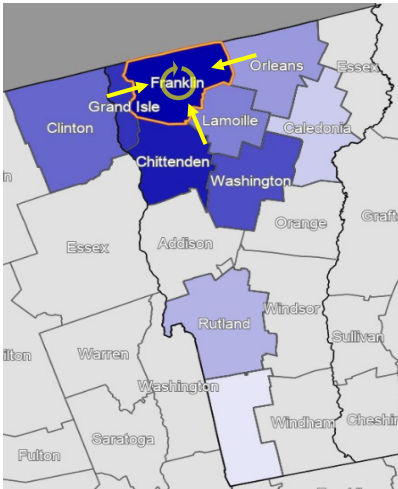 Franklin
Orleans
Essex
Grand Isle
Clinton
Lamoille
Caledonia
Chittenden
Washington
Orange
Essex
Addison
Windsor
Rutland
Sullivan
Warren
Washington
Saratoga
Windham
Fulton